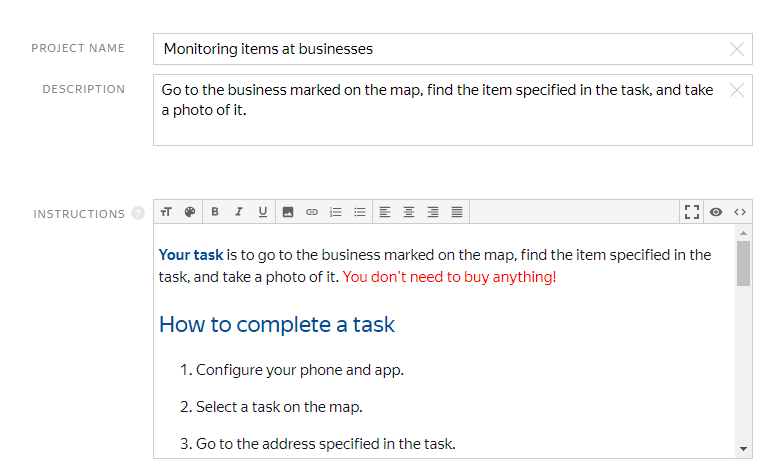 PROJECT NAME
Monitoring items at businesses
DESCRIPTION
Go to the business marked on the map, find the item specified in the task, and take
a photo of it.
INSTRUCTIONS ?
тT B I U
Your task is to go to the business marked on the map, find the item specified in the
task, and take a photo of it. You don't need to buy anything!
How to complete a task
1. Configure your phone and app.
2. Select a task on the map.
3. Go to the address specified in the task.